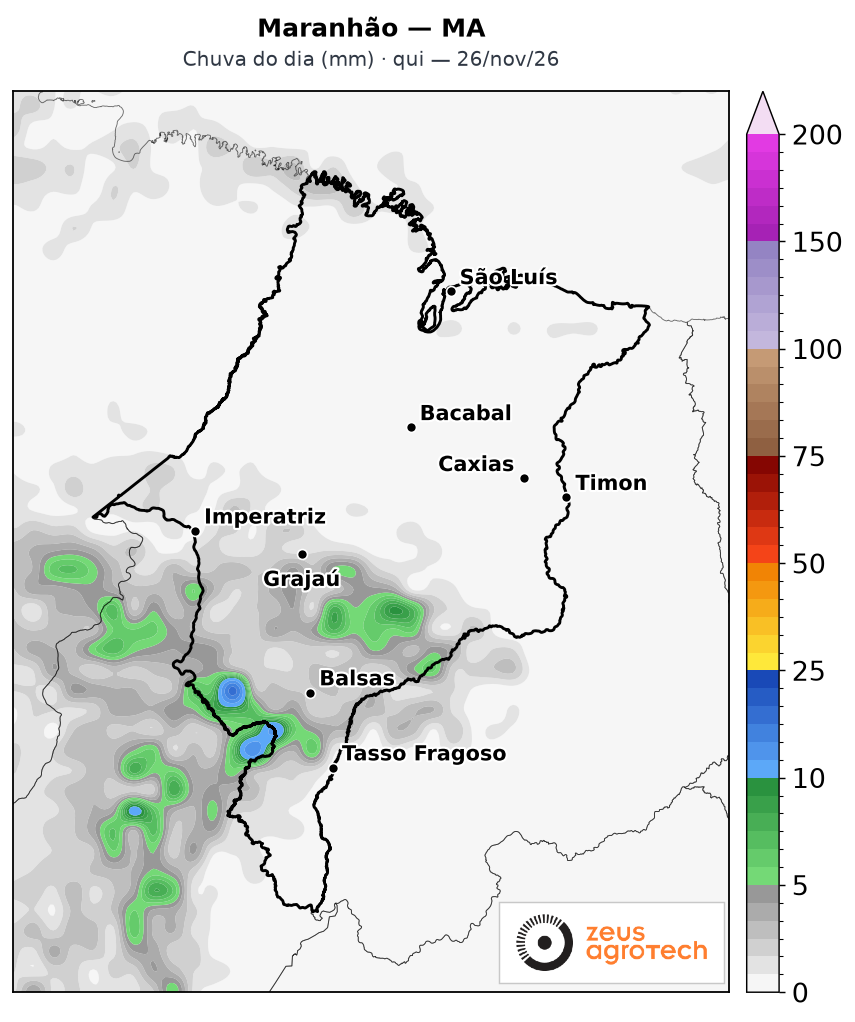 Maranhão — MA
Chuva do dia (mm) · qui — 26/nov/26
São Luís
Bacabal
Caxias
Timon
Imperatriz
Grajaú
Balsas
Tasso Fragoso
200
150
100
75
50
25
10
5
0
zeus
agrotech